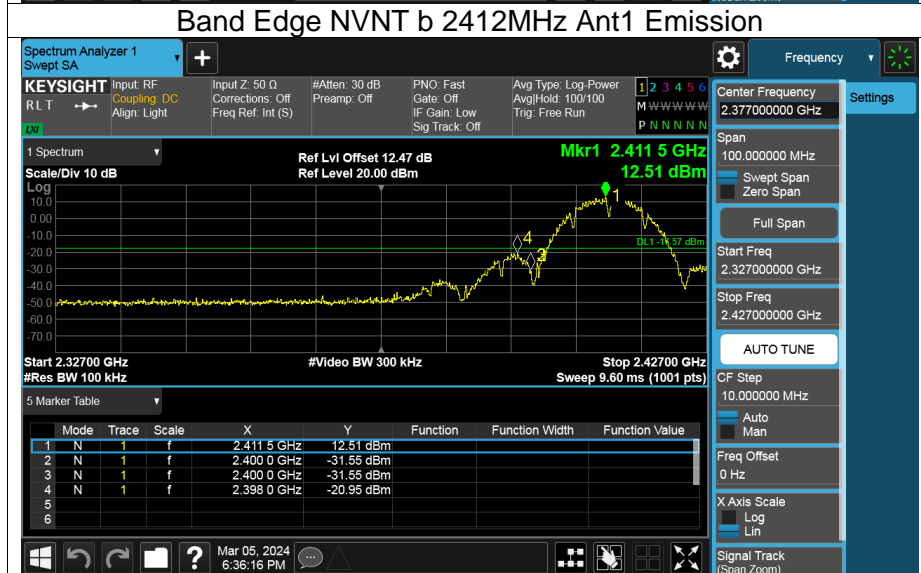 Band Edge NVNT b 2412MHz Ant1 Emission
Spectrum Analyzer 1
Swept SA
+
Frequency
KEYSIGHT Input: RF Input Z: 50 Ω #Atten: 30 dB PNO: Fast Avg Type: Log-Power 1 2 3 4 5 6
RLT Coupling: DC Corrections: Off Preamp: Off Gate: Off Avg|Hold: 100/100 M W W W W W
Align: Light Freq Ref: Int (S) IF Gain: Low Trig: Free Run
LXI Sig Track: Off P N N N N N
1 Spectrum
Ref Lvl Offset 12.47 dB Mkr1 2.411 5 GHz
Scale/Div 10 dB Ref Level 20.00 dBm 12.51 dBm
Log
10.0
0.00
-10.0
-20.0
-30.0
-40.0
-50.0
-60.0
-70.0
1
4
2
DL1 -17.57 dBm
Start 2.32700 GHz #Video BW 300 kHz Stop 2.42700 GHz
#Res BW 100 kHz Sweep 9.60 ms (1001 pts)
5 Marker Table
Mode Trace Scale X Y Function Function Width Function Value
1 N 1 f 2.411 5 GHz 12.51 dBm
2 N 1 f 2.400 0 GHz -31.55 dBm
3 N 1 f 2.400 0 GHz -31.55 dBm
4 N 1 f 2.398 0 GHz -20.95 dBm
5
6
?
Mar 05, 2024
6:36:16 PM
Center Frequency
2.377000000 GHz
Settings
Span
100.000000 MHz
Swept Span
Zero Span
Full Span
Start Freq
2.327000000 GHz
Stop Freq
2.427000000 GHz
AUTO TUNE
CF Step
10.000000 MHz
Auto
Man
Freq Offset
0 Hz
X Axis Scale
Log
Lin
Signal Track
(Span Zoom)